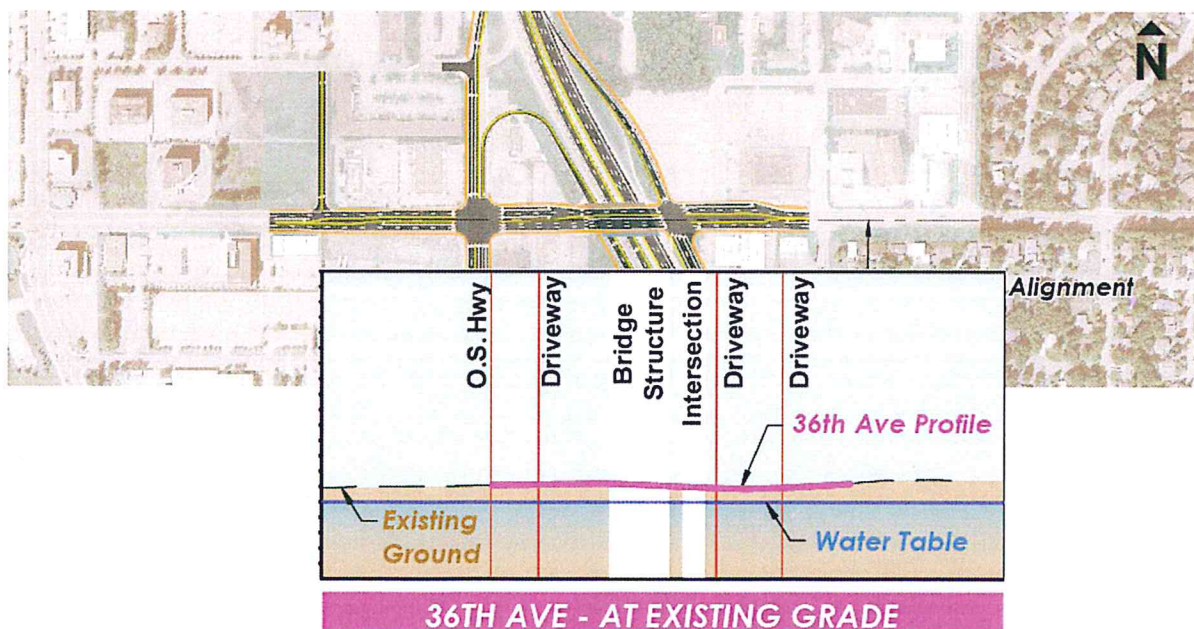 N
Alignment
O.S. Hwy
Driveway
Bridge
Structure
Intersection
Driveway
Driveway
36th Ave Profile
Existing
Ground
Water Table
36TH AVE - AT EXISTING GRADE